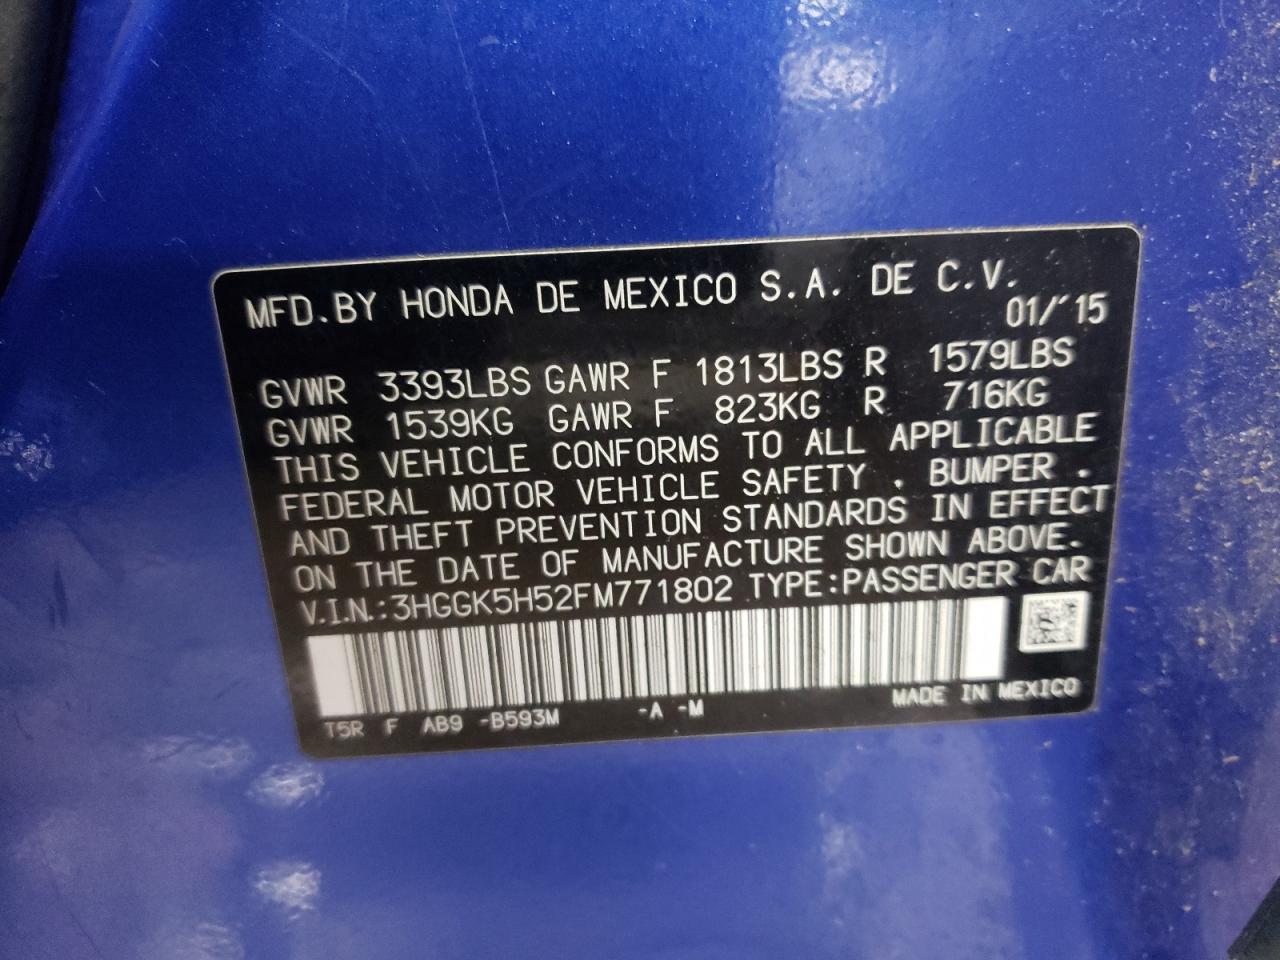 MFD.BY HONDA DE MEXICO S.A. DE C.V.
01/'15
GVWR 3393LBS GAWR F 1813LBS R 1579LBS
GVWR 1539KG GAWR F 823KG R 716KG
THIS VEHICLE CONFORMS TO ALL APPLICABLE
FEDERAL MOTOR VEHICLE SAFETY , BUMPER ,
AND THEFT PREVENTION STANDARDS IN EFFECT
ON THE DATE OF MANUFACTURE SHOWN ABOVE.
V.I.N.:3HGGK5H52FM771802 TYPE:PASSENGER CAR
T5R F AB9 -B593M -A -M MADE IN MEXICO